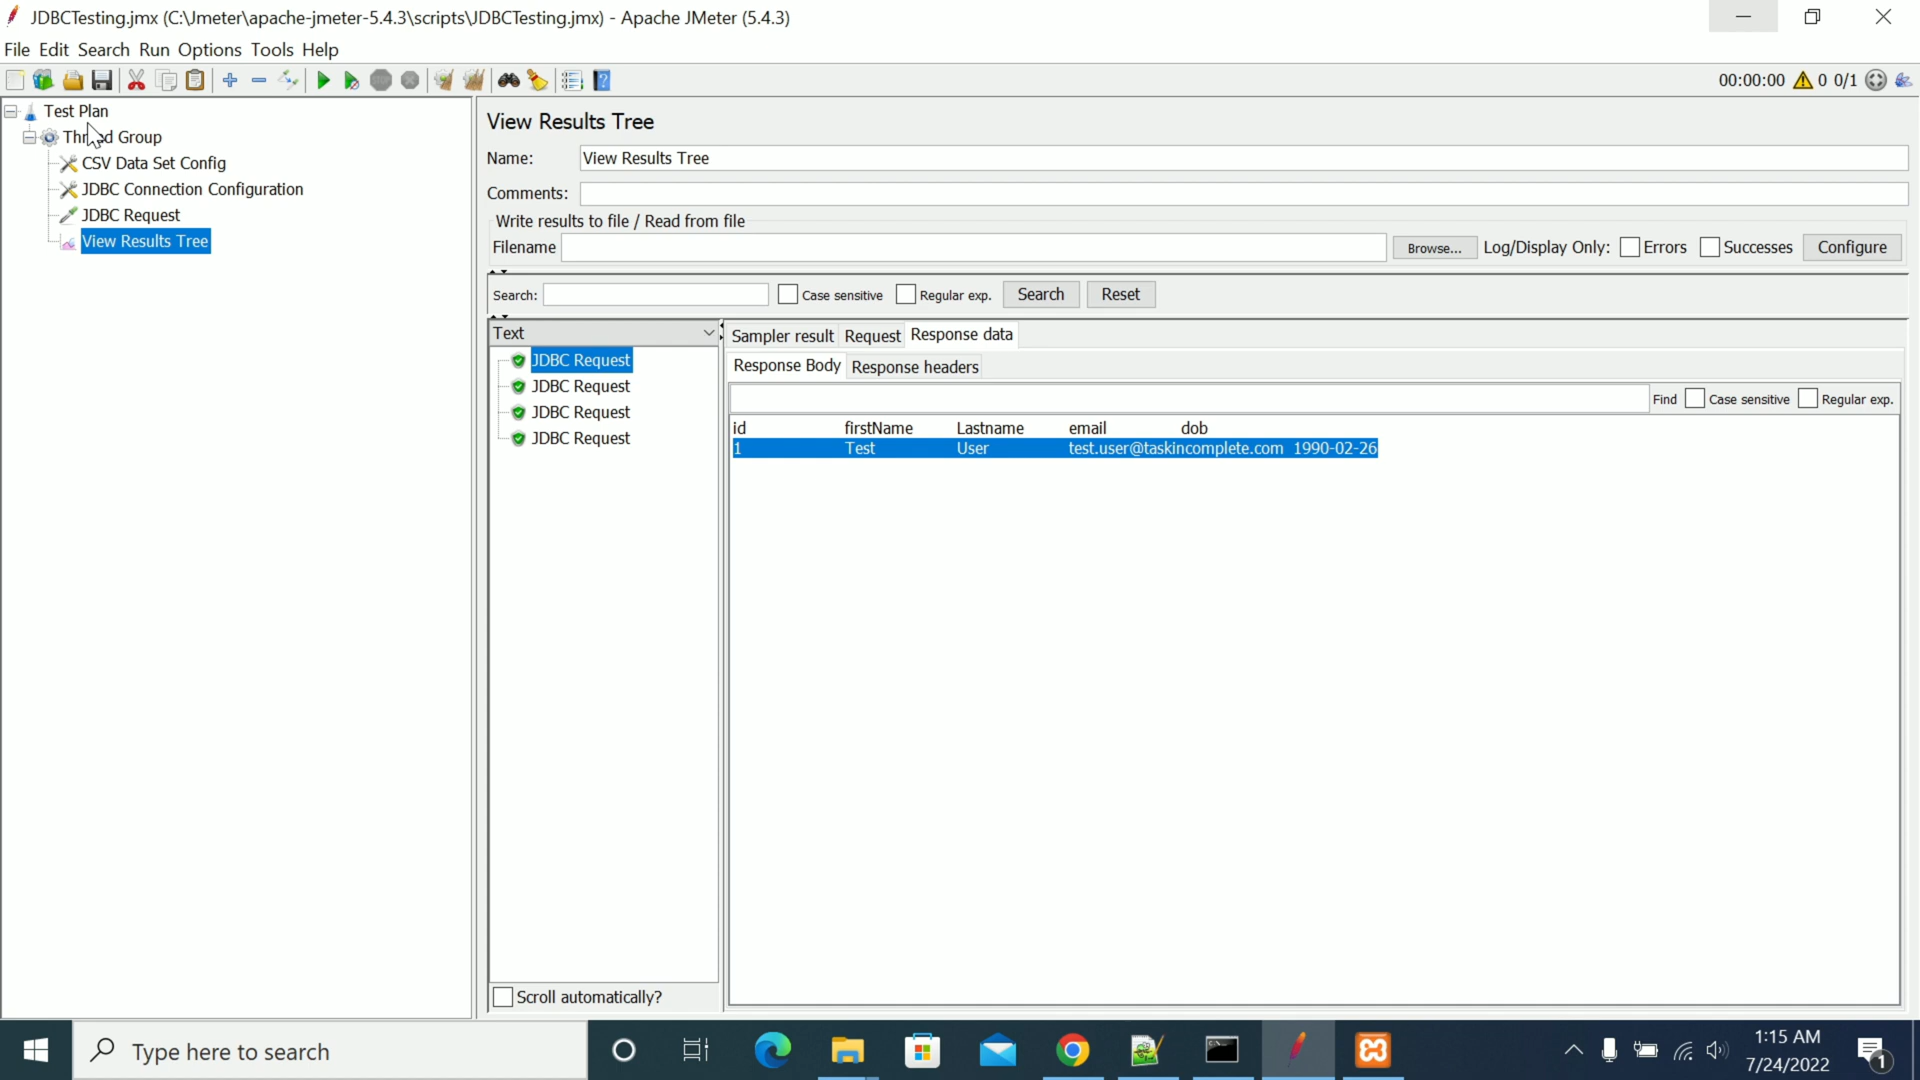 JDBCTesting.jmx (C:\Jmeter\apache-jmeter-5.4.3\scripts\JDBCTesting.jmx) - Apache JMeter (5.4.3)
File Edit Search Run Options Tools Help
00:00:00 0 0/1
Test Plan
Thread Group
CSV Data Set Config
JDBC Connection Configuration
JDBC Request
View Results Tree
View Results Tree
Name: View Results Tree
Comments:
Write results to file / Read from file
Filename Browse... Log/Display Only: Errors Successes Configure
Search: Case sensitive Regular exp. Search Reset
Text
JDBC Request
JDBC Request
JDBC Request
JDBC Request
Scroll automatically?
Sampler result Request Response data
Response Body Response headers
Find Case sensitive Regular exp.
id firstName Lastname email dob
1 Test User test.user@taskincomplete.com 1990-02-26
Type here to search
1:15 AM
7/24/2022
1